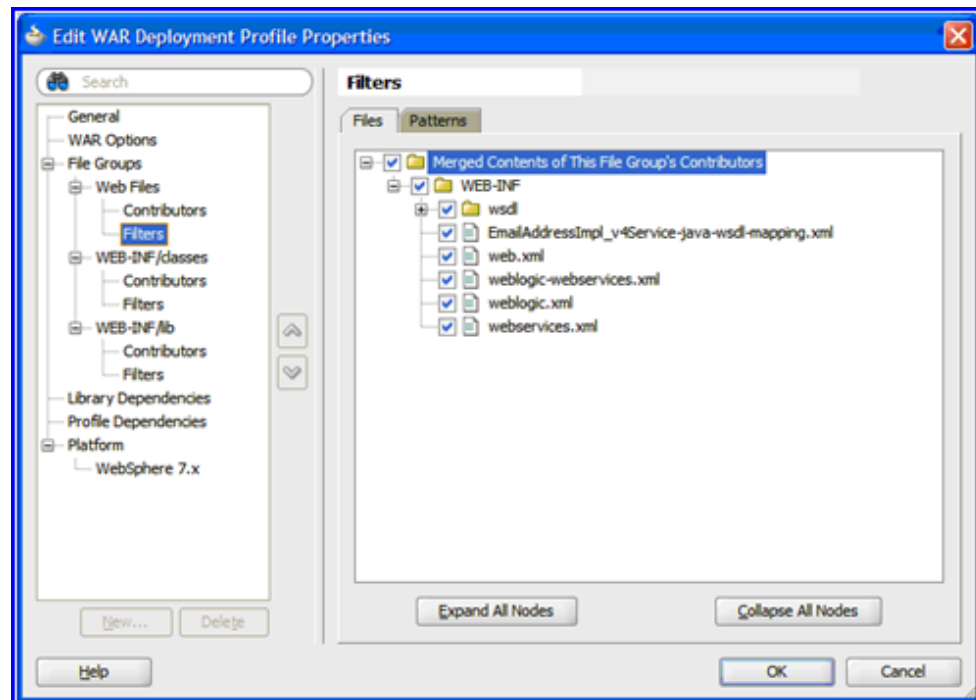 Edit WAR Deployment Profile Properties
Search
General
WAR Options
File Groups
Web Files
Contributors
Filters
WEB-INF/classes
Contributors
Filters
WEB-INF/lib
Contributors
Filters
Library Dependencies
Profile Dependencies
Platform
WebSphere 7.x
New... Delete
Filters
Files Patterns
Merged Contents of This File Group's Contributors
WEB-INF
wsdl
EmailAddressImpl_v4Service-java-wsdl-mapping.xml
web.xml
weblogic-webservices.xml
weblogic.xml
webservices.xml
Expand All Nodes Collapse All Nodes
Help OK Cancel